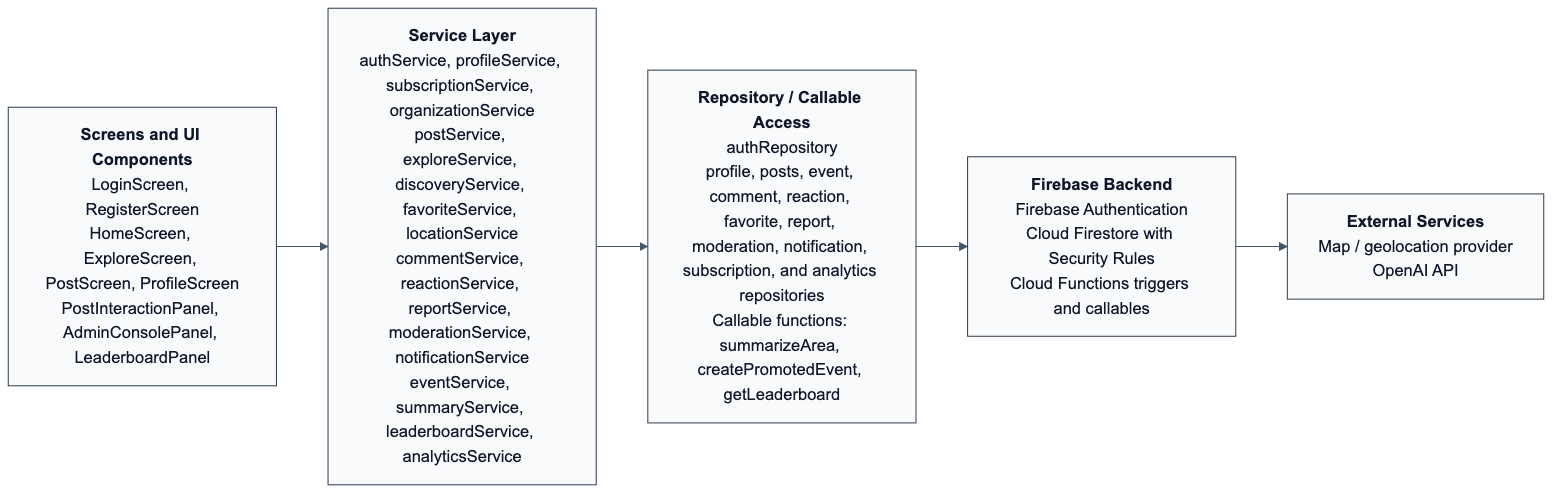 Screens and UI
Components
LoginScreen,
RegisterScreen
HomeScreen,
ExploreScreen,
PostScreen, ProfileScreen
PostInteractionPanel,
AdminConsolePanel,
LeaderboardPanel
Service Layer
authService, profileService,
subscriptionService,
organizationService
postService,
exploreService,
discoveryService,
favoriteService,
locationService
commentService,
reactionService,
reportService,
moderationService,
notificationService
eventService,
summaryService,
leaderboardService,
analyticsService
Repository / Callable
Access
authRepository
profile, posts, event,
comment, reaction,
favorite, report,
moderation, notification,
subscription, and analytics
repositories
Callable functions:
summarizeArea,
createPromotedEvent,
getLeaderboard
Firebase Backend
Firebase Authentication
Cloud Firestore with
Security Rules
Cloud Functions triggers
and callables
External Services
Map / geolocation provider
OpenAI API